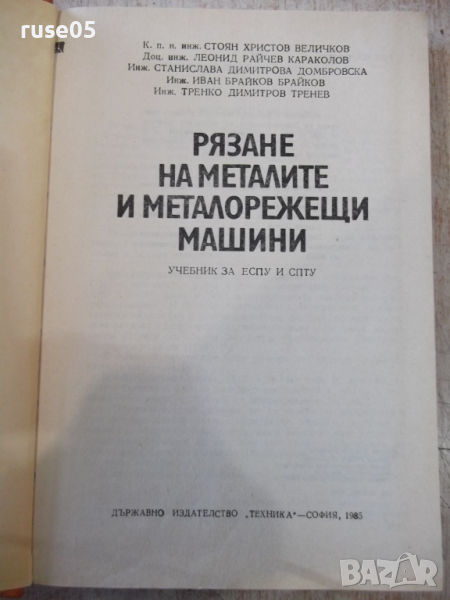 ruse05
К. п. н. инж. СТОЯН ХРИСТОВ ВЕЛИЧКОВ
Доц. инж. ЛЕОНИД РАЙЧЕВ КАРАКОЛОВ
Инж. СТАНИСЛАВА ДИМИТРОВА ДОМБРОВСКА
Инж. ИВАН БРАЙКОВ БРАЙКОВ
Инж. ТРЕНКО ДИМИТРОВ ТРЕНЕВ
РЯЗАНЕ
НА МЕТАЛИТЕ
И МЕТАЛОРЕЖЕЩИ
МАШИНИ
УЧЕБНИК ЗА ЕСПУ И СПТУ
ДЪРЖАВНО ИЗДАТЕЛСТВО „ТЕХНИКА“—СОФИЯ, 1985
BAZAR